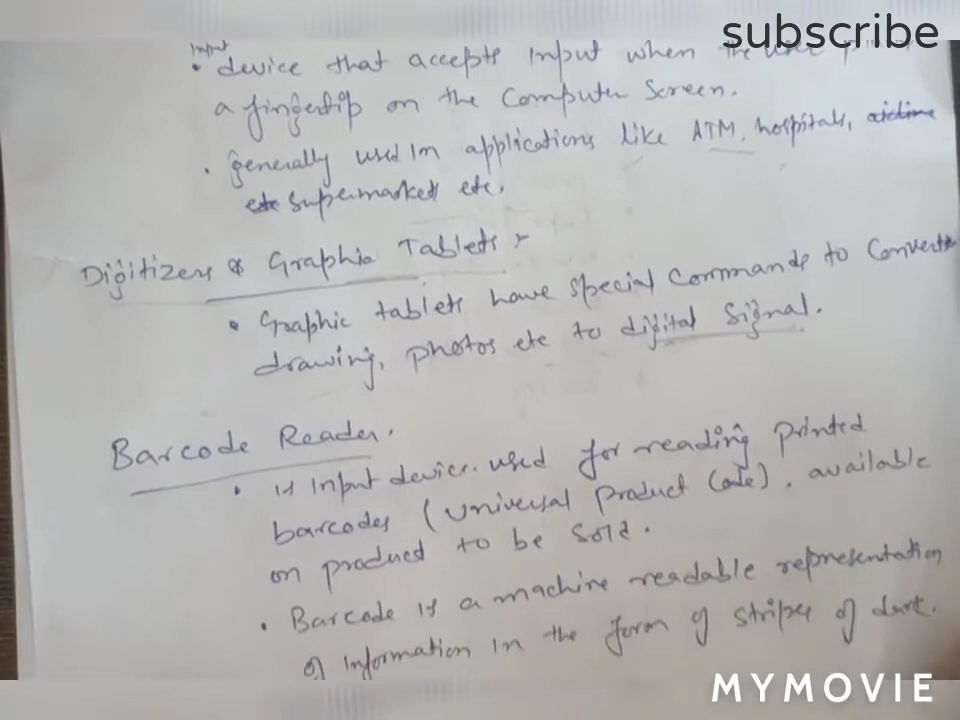 subscribe
Input
• device that accepts input when the user
a fingertip on the Computer Screen.
• generally used in applications like ATM, hospitals,
etc Supermarkets etc.
Digitizers & Graphic Tablets
• Graphic tablets have special Commands to Converts
drawing, photos etc to digital Signal.
Barcode Reader.
• is Input device. used for reading printed
barcodes (Universal Product Code). available
on product to be Sold.
• Barcode is a machine readable representation
of information in the form of stripes of dark.
MYMOVIE